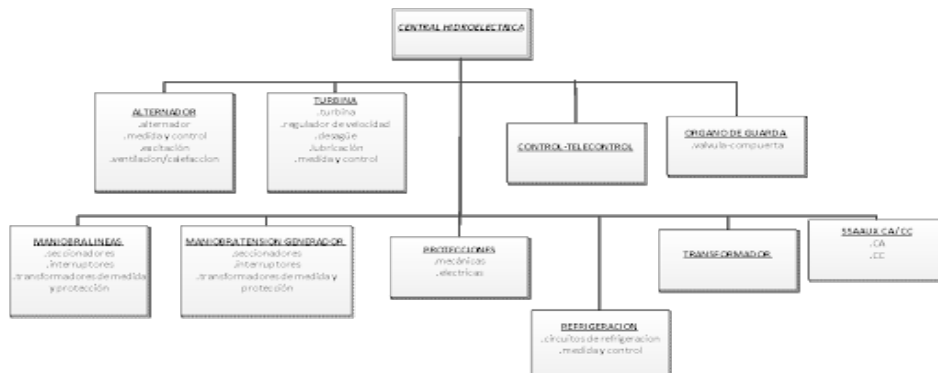 CENTRAL HIDROELECTRICA
ALTERNADOR
.alternador
.medida y control
.excitación
.ventilacion/calefaccion
TURBINA
.turbina
.regulador de velocidad
.desagüe
.lubricación
.medida y control
CONTROL-TELECONTROL
ORGANO DE GUARDA
.valvula-compuerta
MANIOBRA LINEAS
.seccionadores
.interruptores
.transformadores de medida
y protección
MANIOBRA TENSION GENERADOR
.seccionadores
.interruptores
.transformadores de medida y
protección
PROTECCIONES
.mecánicas
.electricas
REFRIGERACION
.circuitos de refrigeracion
.medida y control
TRANSFORMADOR
SSAAUX CA/CC
.CA
.CC